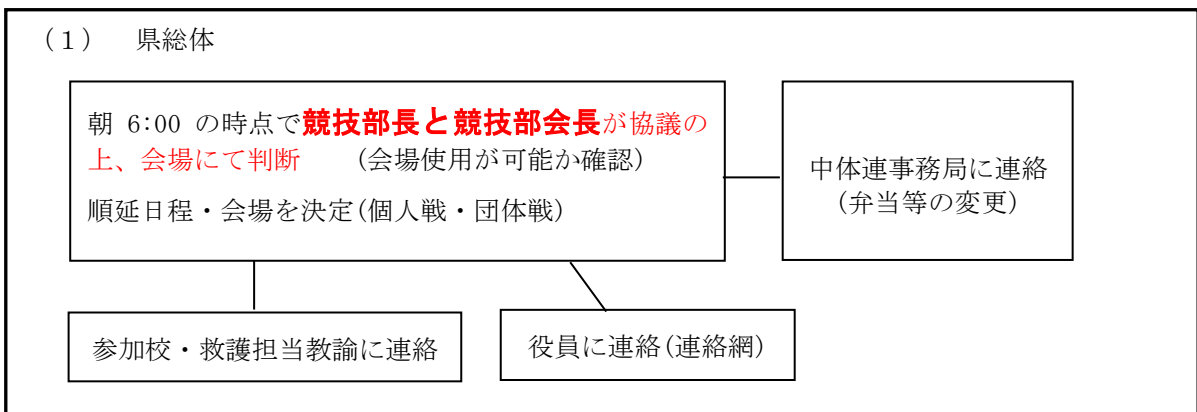 (1) 県総体
朝 6:00 の時点で競技部長と競技部会長が協議の
上、会場にて判断 (会場使用が可能か確認)
順延日程・会場を決定(個人戦・団体戦)
中体連事務局に連絡
(弁当等の変更)
参加校・救護担当教諭に連絡
役員に連絡(連絡網)